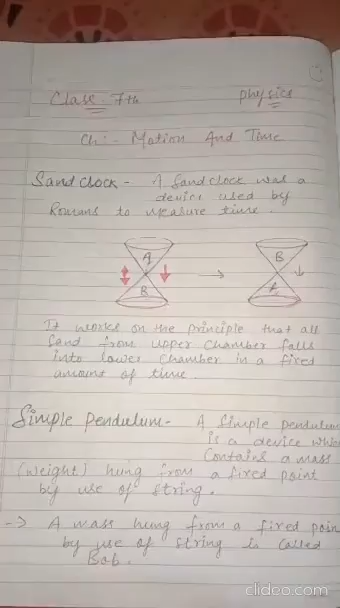 Class 7th Physics
Ch:- Motion And Time
Sand clock - A Sand clock was a
device used by
Romans to measure time.
A B
B A
It works on the principle that all
Sand from upper chamber falls
into lower chamber in a fixed
amount of time.
Simple Pendulum - A simple pendulum
is a device which
contains a mass
(weight) hung from a fixed point
by use of string.
-> A mass hung from a fixed poin
by use of string is called
Bob.
clideo.com